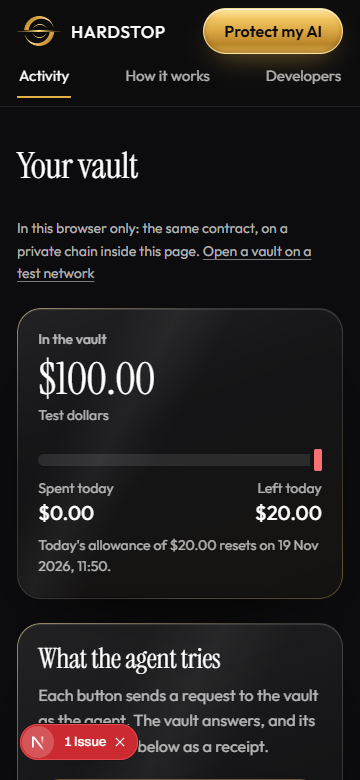 HARDSTOP
Protect my AI
Activity
How it works
Developers
Your vault
In this browser only: the same contract, on a
private chain inside this page. Open a vault on a
test network
In the vault
$100.00
Test dollars
Spent today
Left today
$0.00
$20.00
Today's allowance of $20.00 resets on 19 Nov
2026, 11:50.
What the agent tries
Each button sends a request to the vault
as the agent. The vault answers, and its
below as a receipt.
N
1 Issue